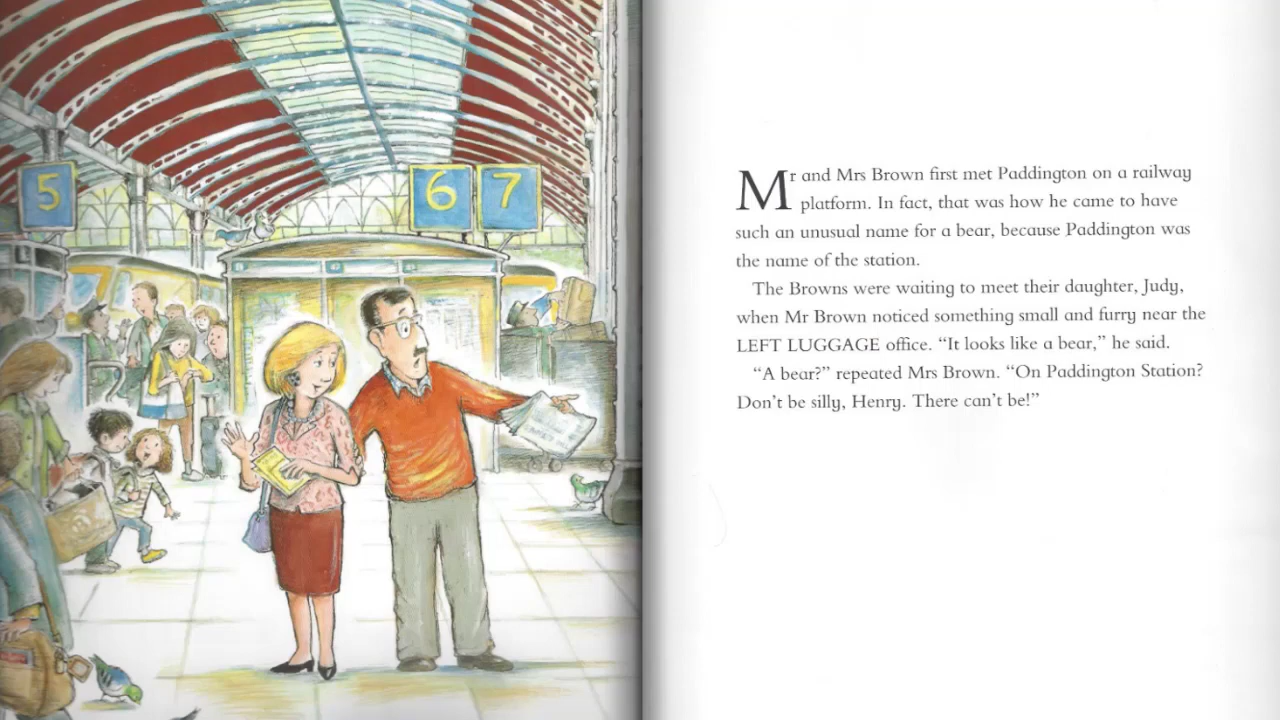 5
6 7
Mr and Mrs Brown first met Paddington on a railway
platform. In fact, that was how he came to have
such an unusual name for a bear, because Paddington was
the name of the station.
The Browns were waiting to meet their daughter, Judy,
when Mr Brown noticed something small and furry near the
LEFT LUGGAGE office. “It looks like a bear,” he said.
“A bear?” repeated Mrs Brown. “On Paddington Station?
Don’t be silly, Henry. There can’t be!”